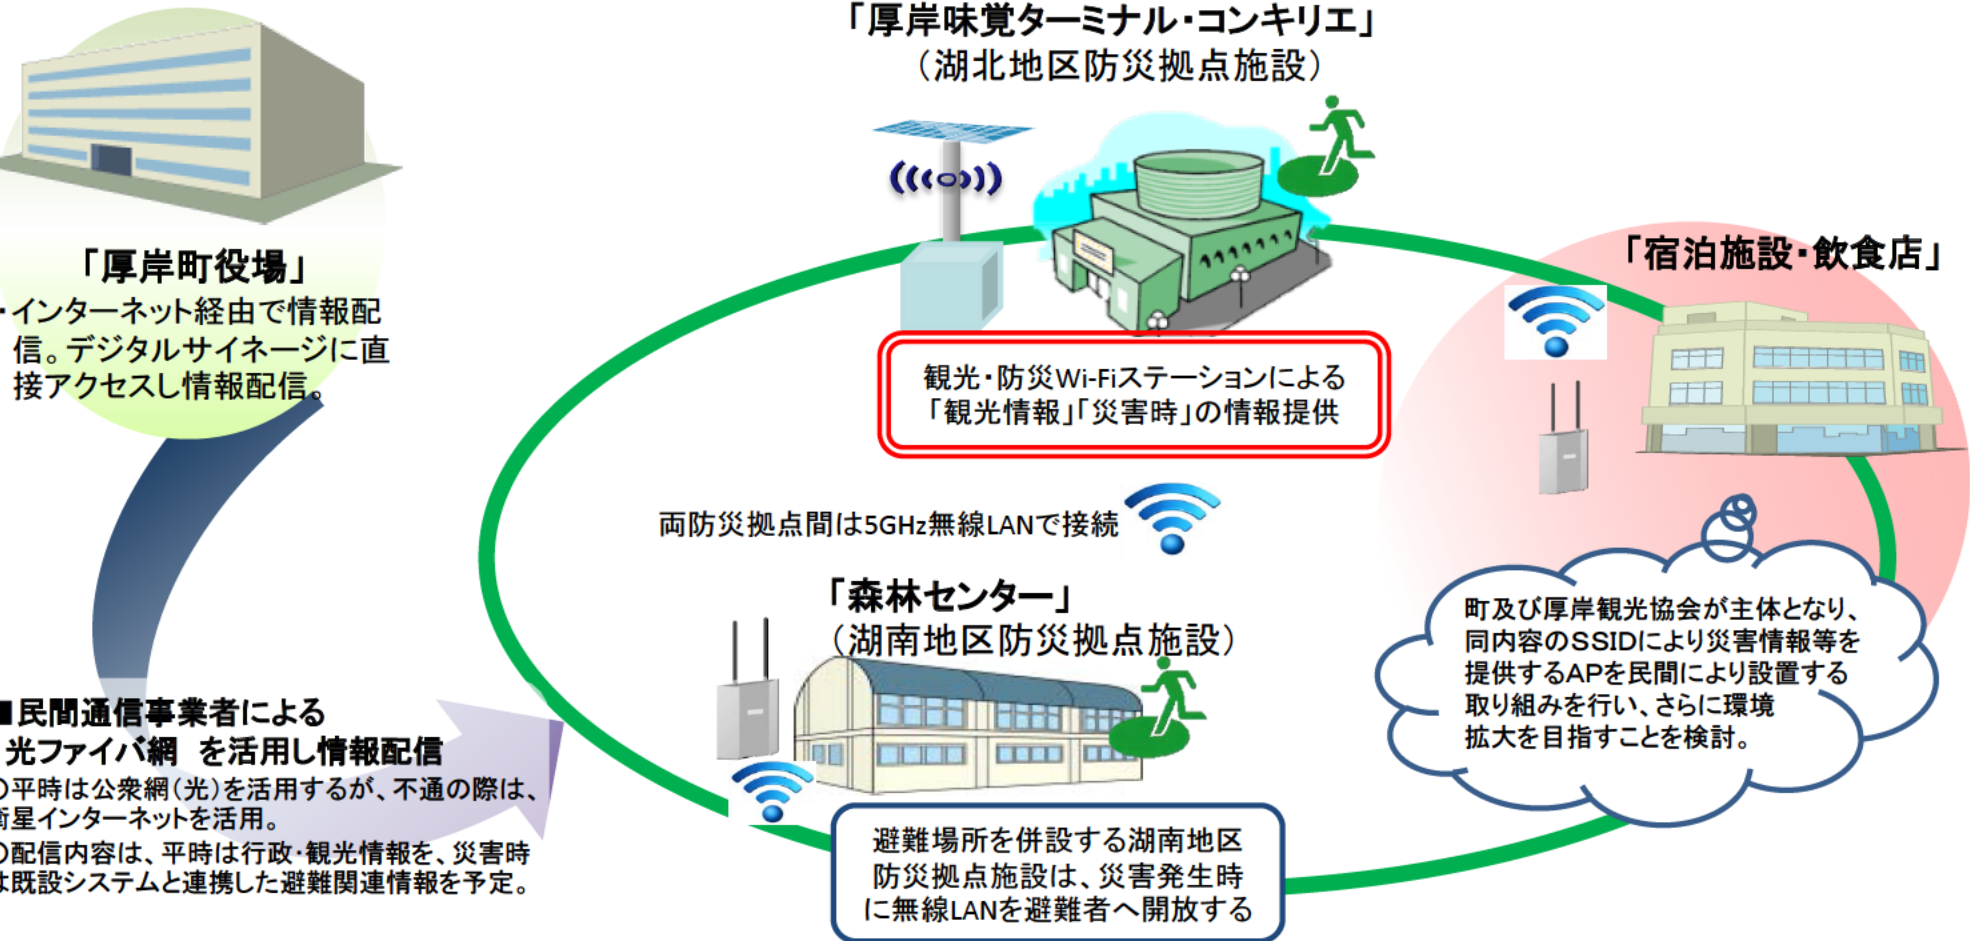 「厚岸味覚ターミナル・コンキリエ」
（湖北地区防災拠点施設）
「厚岸町役場」
・インターネット経由で情報配
信。デジタルサイネージに直
接アクセスし情報配信。
「宿泊施設・飲食店」
観光・防災Wi-Fiステーションによる
「観光情報」「災害時」の情報提供
両防災拠点間は5GHz無線LANで接続
「森林センター」
（湖南地区防災拠点施設）
町及び厚岸観光協会が主体となり、
同内容のSSIDにより災害情報等を
提供するAPを民間により設置する
取り組みを行い、さらに環境
拡大を目指すことを検討。
■民間通信事業者による
光ファイバ網 を活用し情報配信
○平時は公衆網（光）を活用するが、不通の際は、
衛星インターネットを活用。
○配信内容は、平時は行政・観光情報を、災害時
は既設システムと連携した避難関連情報を予定。
避難場所を併設する湖南地区
防災拠点施設は、災害発生時
に無線LANを避難者へ開放する